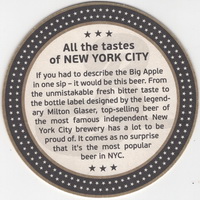 All the tastes
of NEW YORK CITY
If you had to describe the Big Apple
in one sip – it would be this beer. From
the unmistakable fresh bitter taste to
the bottle label designed by the legend-
ary Milton Glaser, top-selling beer of
the most famous independent New
York City brewery has a lot to be
proud of. it comes as no surprise
that it's the most popular
beer in NYC.